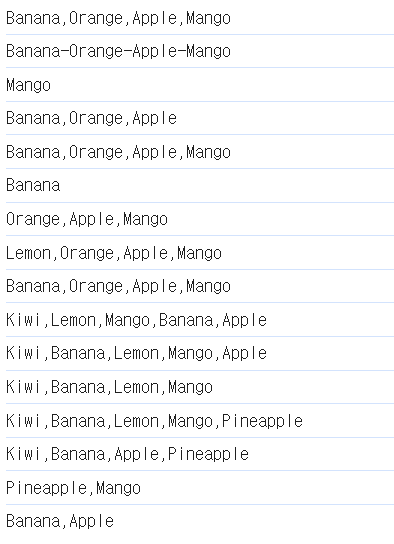 Banana,Orange,Apple,Mango
Banana-Orange-Apple-Mango
Mango
Banana,Orange,Apple
Banana,Orange,Apple,Mango
Banana
Orange,Apple,Mango
Lemon,Orange,Apple,Mango
Banana,Orange,Apple,Mango
Kiwi,Lemon,Mango,Banana,Apple
Kiwi,Banana,Lemon,Mango,Apple
Kiwi,Banana,Lemon,Mango
Kiwi,Banana,Lemon,Mango,Pineapple
Kiwi,Banana,Apple,Pineapple
Pineapple,Mango
Banana,Apple